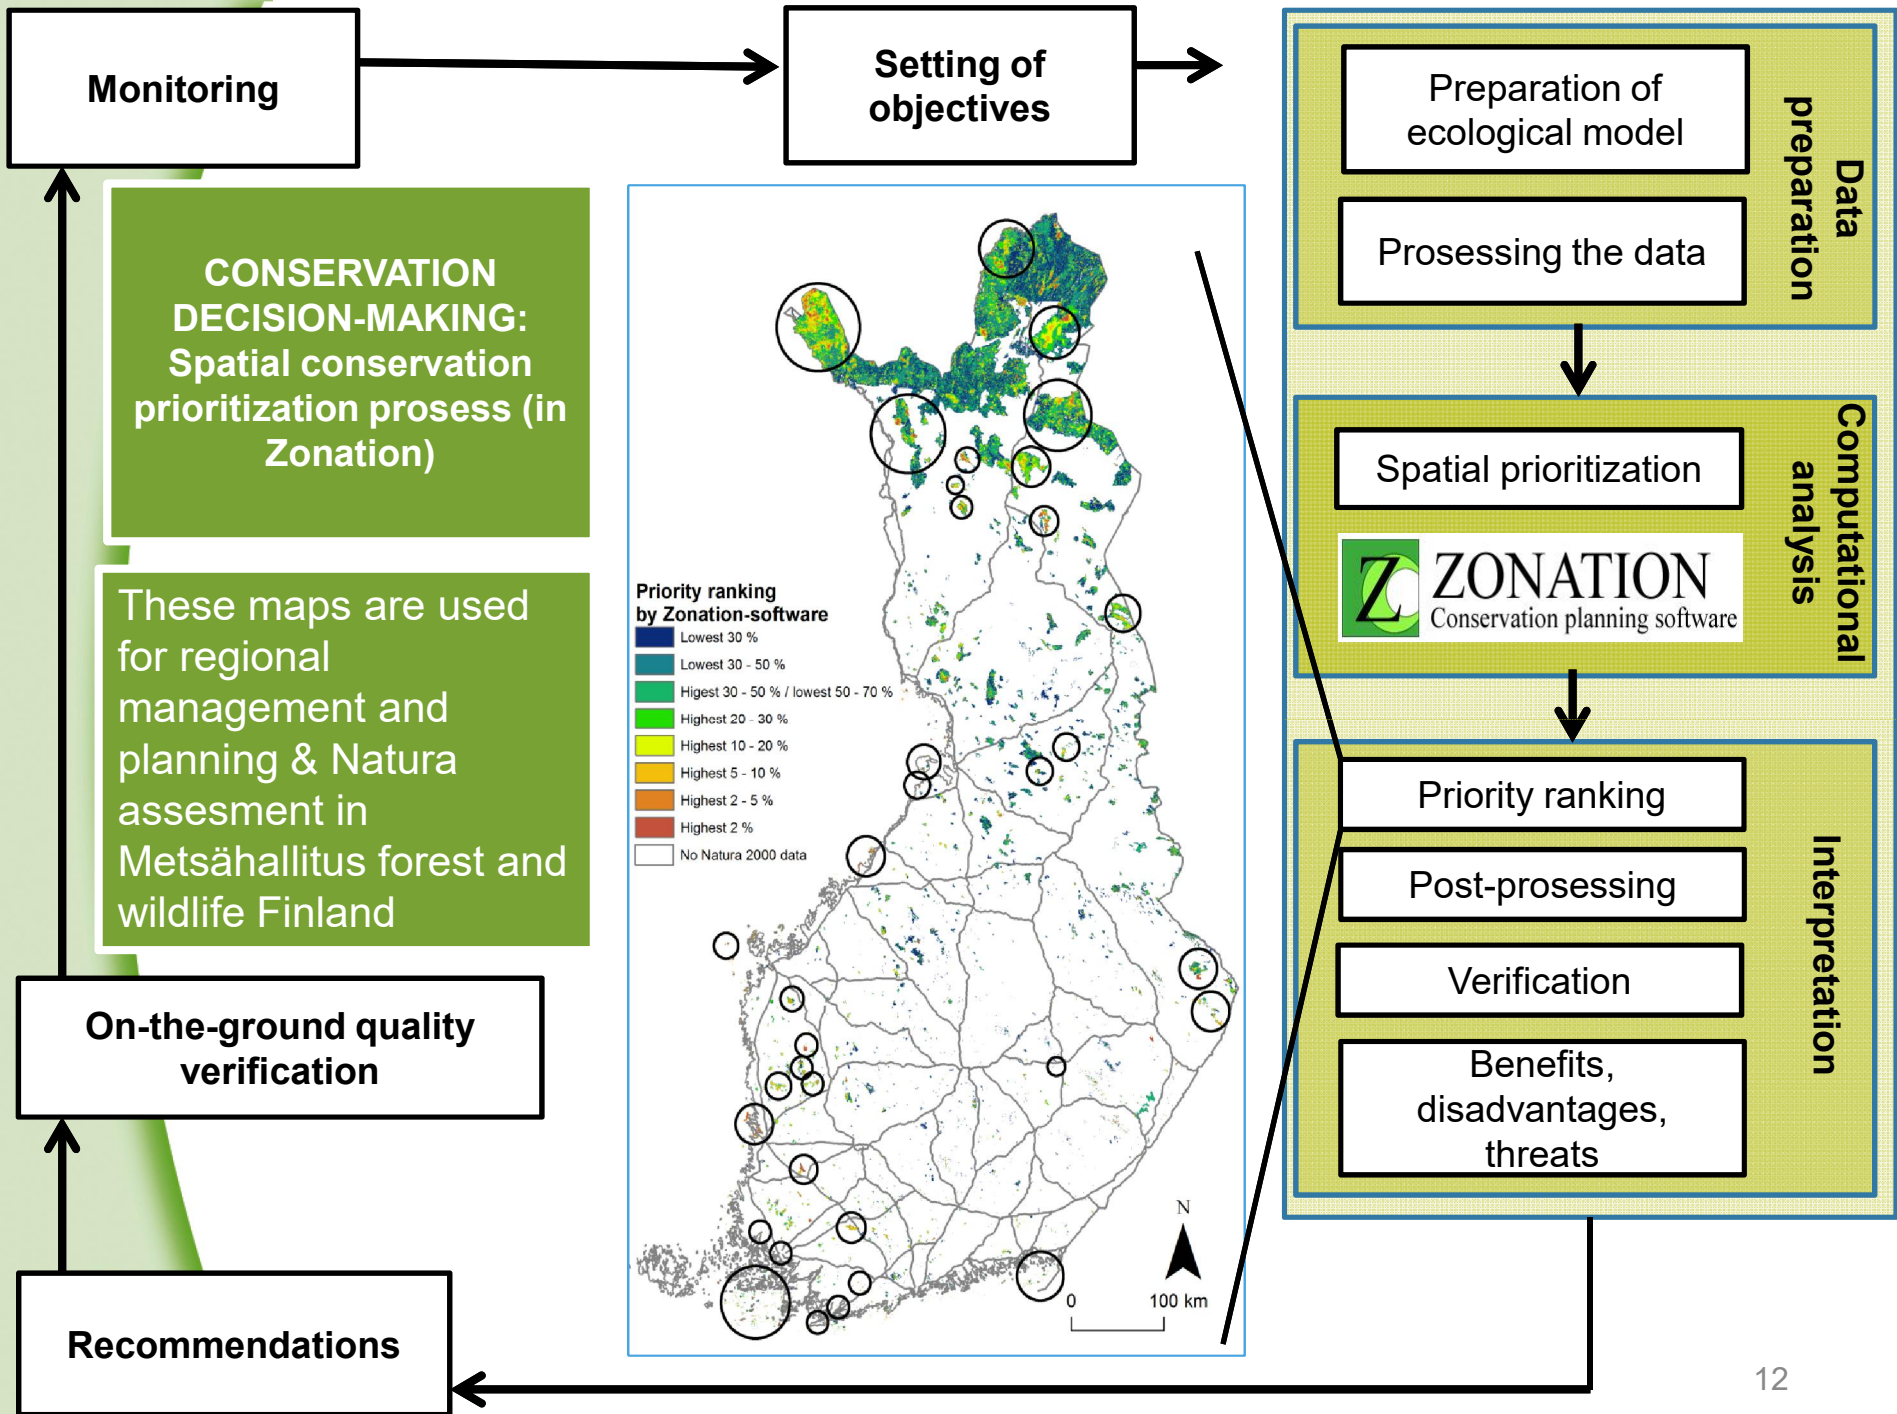 Monitoring
Setting of
objectives
Preparation of
ecological model
Prosessing the data
Data
preparation
CONSERVATION
DECISION-MAKING:
Spatial conservation
prioritization prosess (in
Zonation)
These maps are used
for regional
management and
planning & Natura
assesment in
Metsähallitus forest and
wildlife Finland
Priority ranking
by Zonation-software
Lowest 30 %
Lowest 30 - 50 %
Higest 30 - 50 % / lowest 50 - 70 %
Highest 20 - 30 %
Highest 10 - 20 %
Highest 5 - 10 %
Highest 2 - 5 %
Highest 2 %
No Natura 2000 data
N
0
100 km
Spatial prioritization
ZC
ZONATION
Conservation planning software
Computational
analysis
Priority ranking
Post-prosessing
Verification
Benefits,
disadvantages,
threats
Interpretation
On-the-ground quality
verification
Recommendations
12